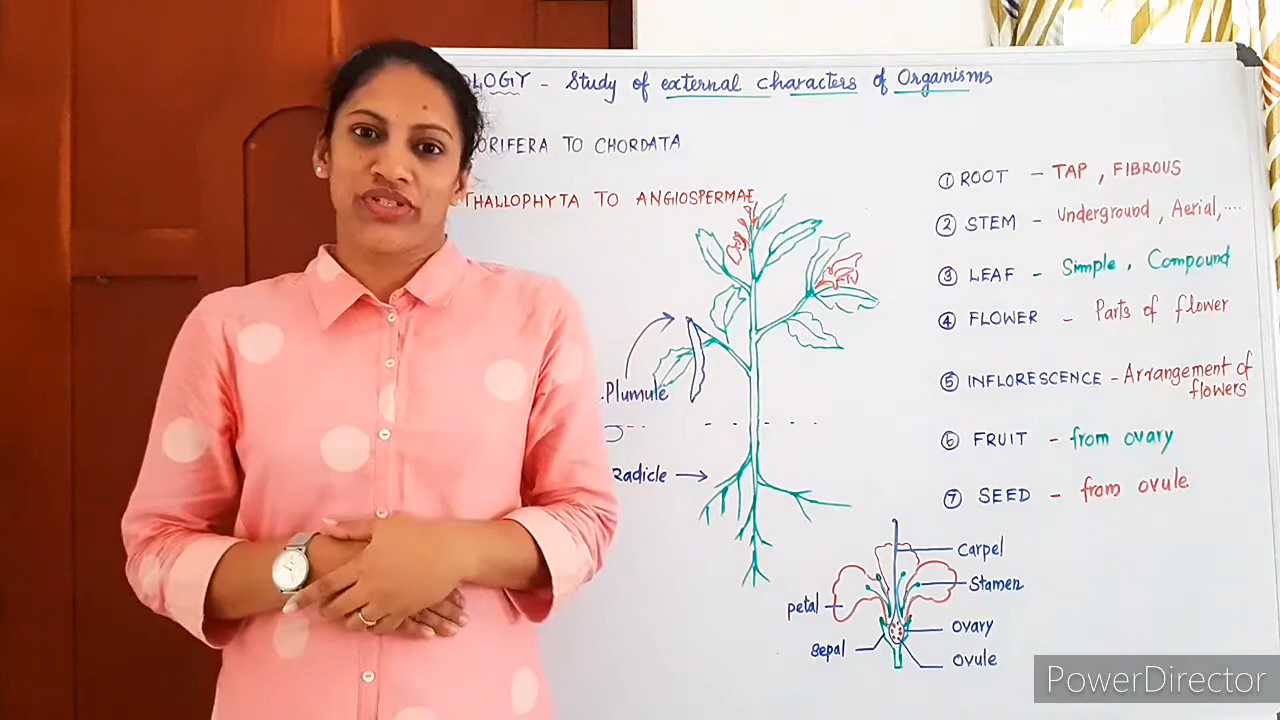 OLOGY - Study of external characters of Organisms
ORIFERA TO CHORDATA
THALLOPHYTA TO ANGIOSPERMAE
① ROOT - TAP, FIBROUS
② STEM - Underground, Aerial, ....
③ LEAF - Simple, Compound
④ FLOWER - Parts of flower
⑤ INFLORESCENCE - Arrangement of
flowers
⑥ FRUIT - from ovary
⑦ SEED - from ovule
Plumule
Radicle
Carpel
Stamen
petal
ovary
sepal
ovule
PowerDirector